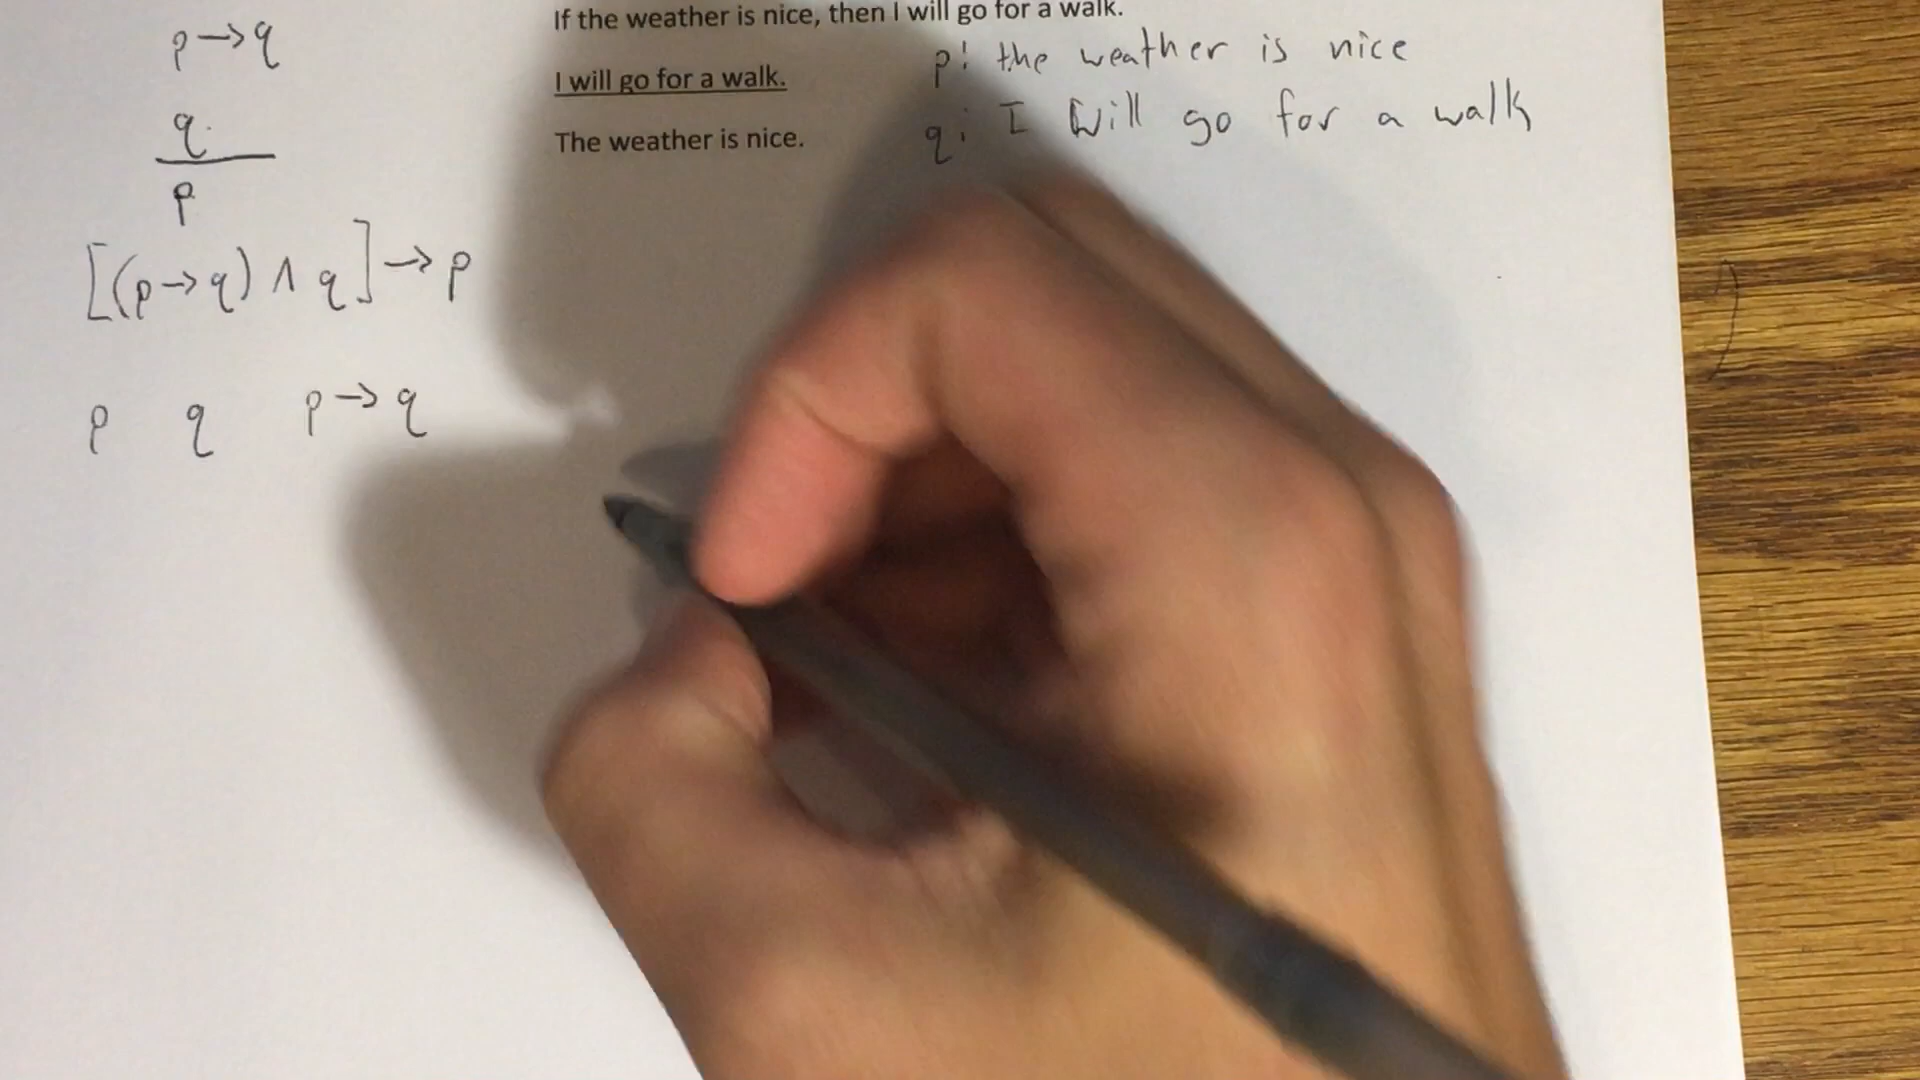 p→q
q
p
[(p→q) ∧ q]→p
p q p→q
If the weather is nice, then I will go for a walk.
I will go for a walk.
The weather is nice.
p: the weather is nice
q: I will go for a walk